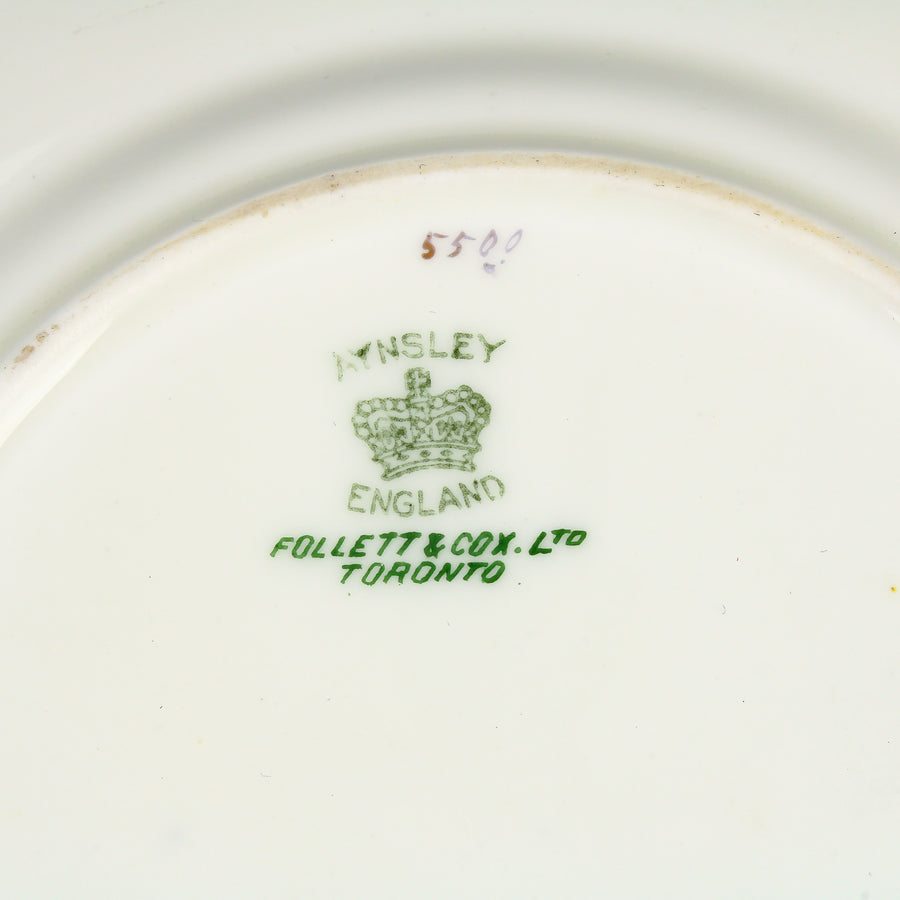 5500
AYNSLEY
ENGLAND
FOLLETT & COX. LTD
TORONTO